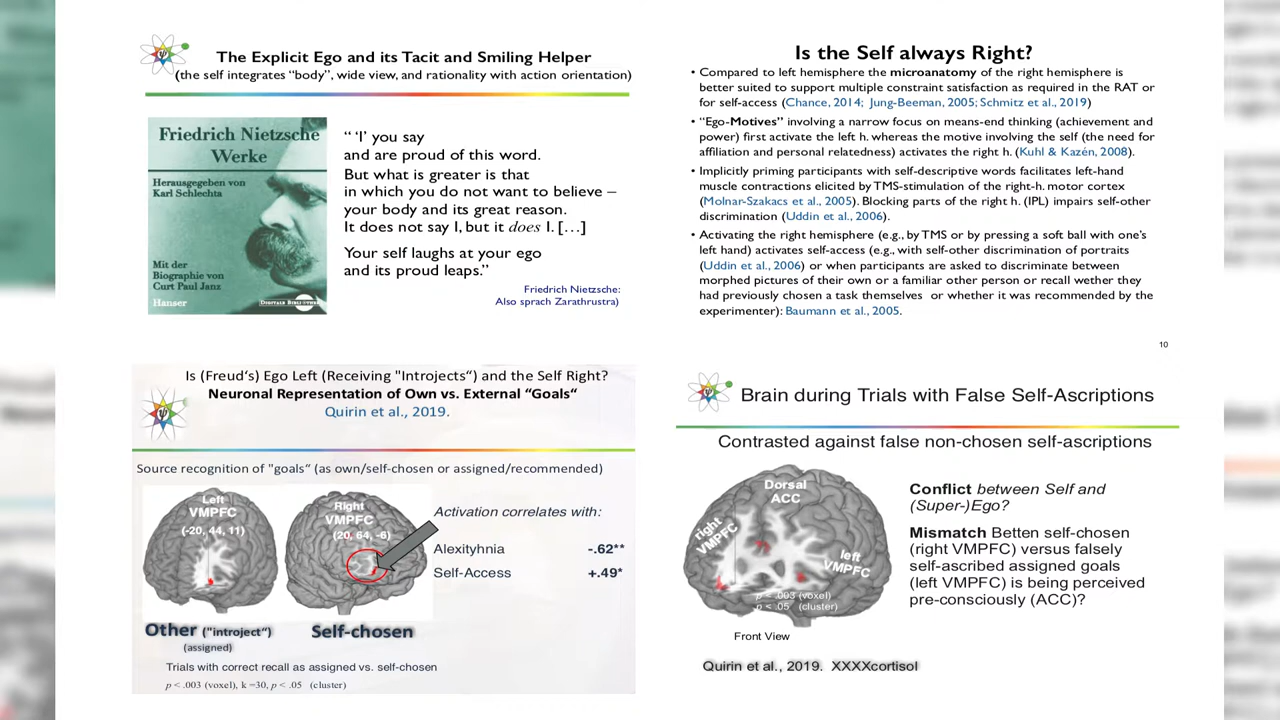 The Explicit Ego and its Tacit and Smiling Helper
(the self integrates “body”, wide view, and rationality with action orientation)
Friedrich Nietzsche
Werke
Herausgegeben von
Karl Schlechta
Mit der
Biographie von
Curt Paul Janz
Hanser
DIGITALE BIBLIOTHEK
“ ‘I’ you say
and are proud of this word.
But what is greater is that
in which you do not want to believe –
your body and its great reason.
It does not say I, but it does I. […]
Your self laughs at your ego
and its proud leaps.”
Friedrich Nietzsche:
Also sprach Zarathrustra)
Is the Self always Right?
• Compared to left hemisphere the microanatomy of the right hemisphere is
better suited to support multiple constraint satisfaction as required in the RAT or
for self-access (Chance, 2014; Jung-Beeman, 2005; Schmitz et al., 2019)
• “Ego-Motives” involving a narrow focus on means-end thinking (achievement and
power) first activate the left h. whereas the motive involving the self (the need for
affiliation and personal relatedness) activates the right h. (Kuhl & Kazén, 2008).
• Implicitly priming participants with self-descriptive words facilitates left-hand
muscle contractions elicited by TMS-stimulation of the right-h. motor cortex
(Molnar-Szakacs et al., 2005). Blocking parts of the right h. (IPL) impairs self-other
discrimination (Uddin et al., 2006).
• Activating the right hemisphere (e.g., by TMS or by pressing a soft ball with one’s
left hand) activates self-access (e.g., with self-other discrimination of portraits
(Uddin et al., 2006) or when participants are asked to discriminate between
morphed pictures of their own or a familiar other person or recall wether they
had previously chosen a task themselves or whether it was recommended by the
experimenter): Baumann et al., 2005.
10
Is (Freud‘s) Ego Left (Receiving "Introjects“) and the Self Right?
Neuronal Representation of Own vs. External “Goals“
Quirin et al., 2019.
Source recognition of "goals“ (as own/self-chosen or assigned/recommended)
Left
VMPFC
(-20, 44, 11)
Right
VMPFC
(20, 64, -6)
Activation correlates with:
Alexityhnia -.62**
Self-Access +.49*
Other ("introject“)
(assigned)
Self-chosen
Trials with correct recall as assigned vs. self-chosen
p < .003 (voxel), k =30, p < .05 (cluster)
Brain during Trials with False Self-Ascriptions
Contrasted against false non-chosen self-ascriptions
Dorsal
ACC
right
VMPFC
left
VMPFC
p < .003 (voxel)
p < .05 (cluster)
Front View
Conflict between Self and
(Super-)Ego?
Mismatch Betten self-chosen
(right VMPFC) versus falsely
self-ascribed assigned goals
(left VMPFC) is being perceived
pre-consciously (ACC)?
Quirin et al., 2019. XXXXcortisol